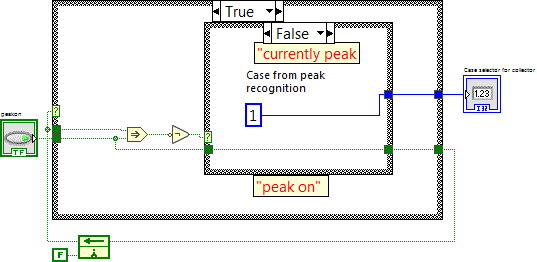 True
False
"currently peak
Case from peak
recognition
Case selector for collector
1
1.23
I32
peakon
?
?
TF
"peak on"
F